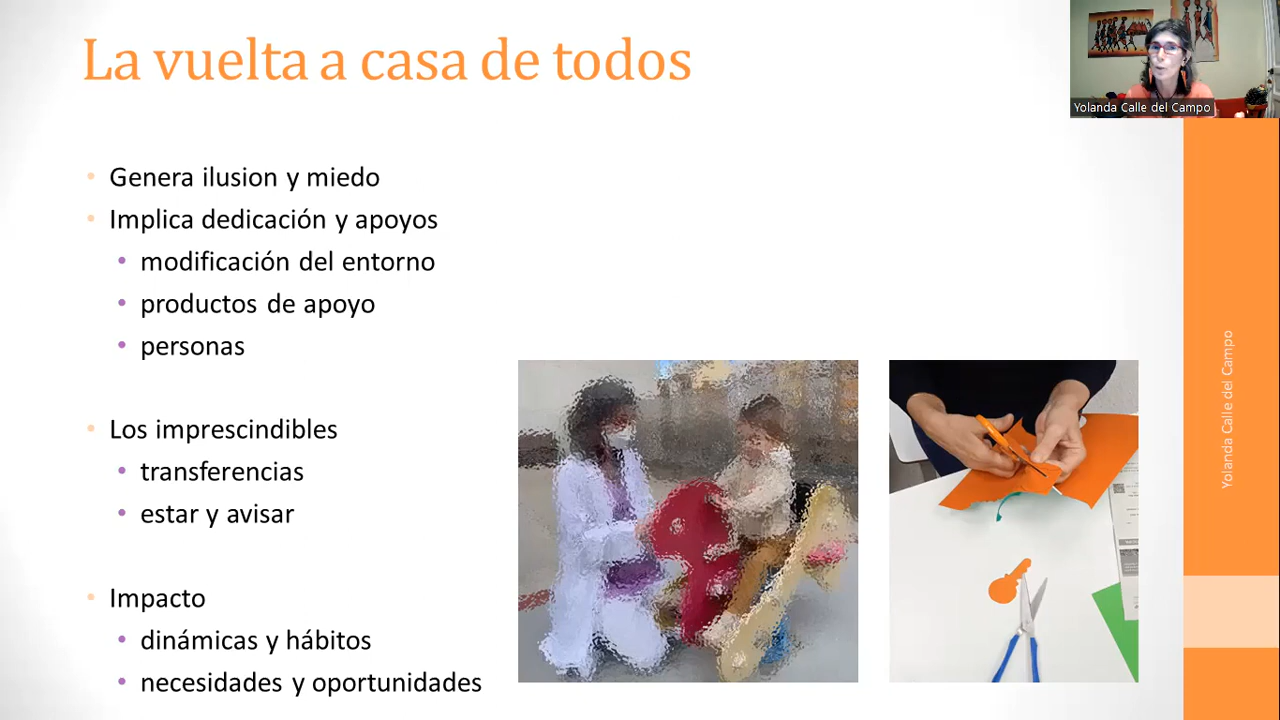 La vuelta a casa de todos
Yolanda Calle del Campo
• Genera ilusion y miedo
• Implica dedicación y apoyos
• modificación del entorno
• productos de apoyo
• personas
• Los imprescindibles
• transferencias
• estar y avisar
• Impacto
• dinámicas y hábitos
• necesidades y oportunidades
Yolanda Calle del Campo